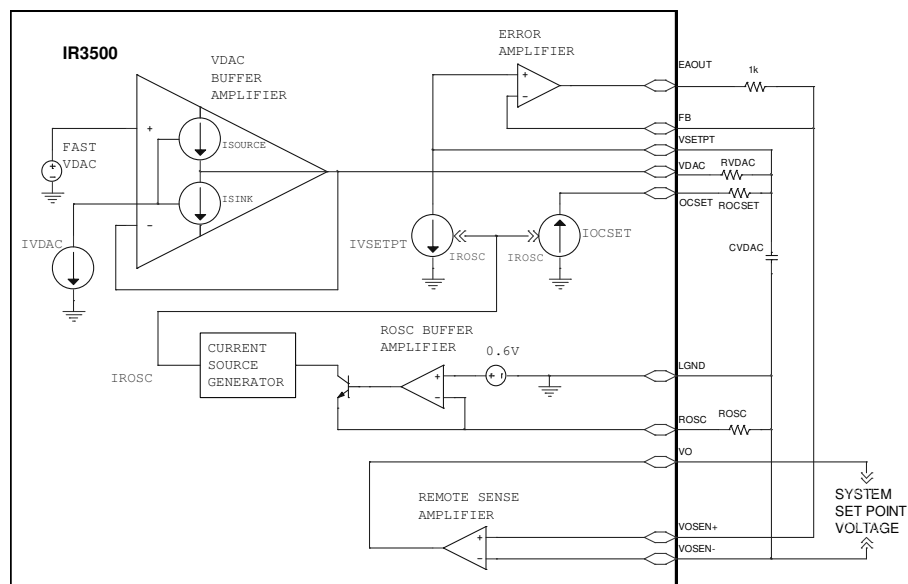 IR3500
VDAC
BUFFER
AMPLIFIER
ERROR
AMPLIFIER
EAOUT
1k
+
-
FB
VSETPT
+
ISOURCE
FAST
VDAC
+
-
VDAC
RVDAC
OCSET
ROCSET
ISINK
-
IVDAC
IVSETPT
IROSC
IROSC
IOCSET
CVDAC
ROSC BUFFER
AMPLIFIER
0.6V
CURRENT
SOURCE
GENERATOR
IROSC
+
-
+
LGND
ROSC
ROSC
VO
REMOTE SENSE
AMPLIFIER
SYSTEM
SET POINT
VOLTAGE
+
-
VOSEN+
VOSEN-